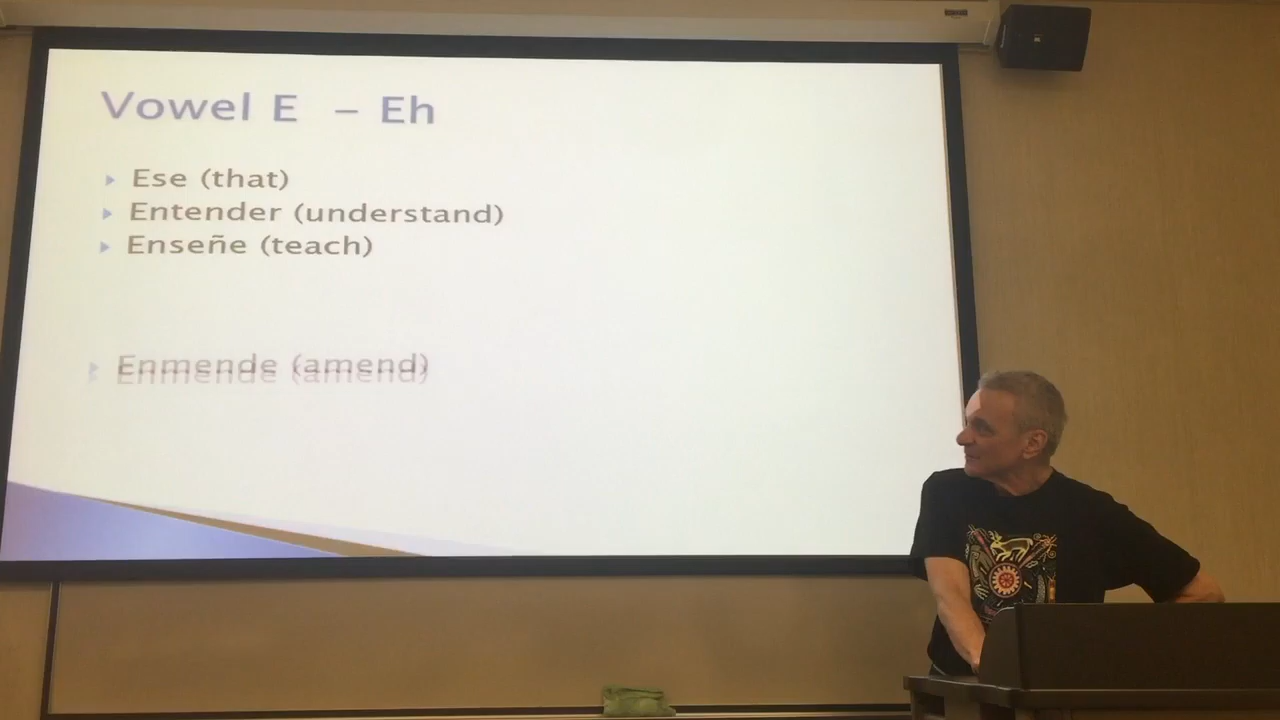 Vowel E – Eh
Ese (that)
Entender (understand)
Enseñe (teach)
Enmende (amend)